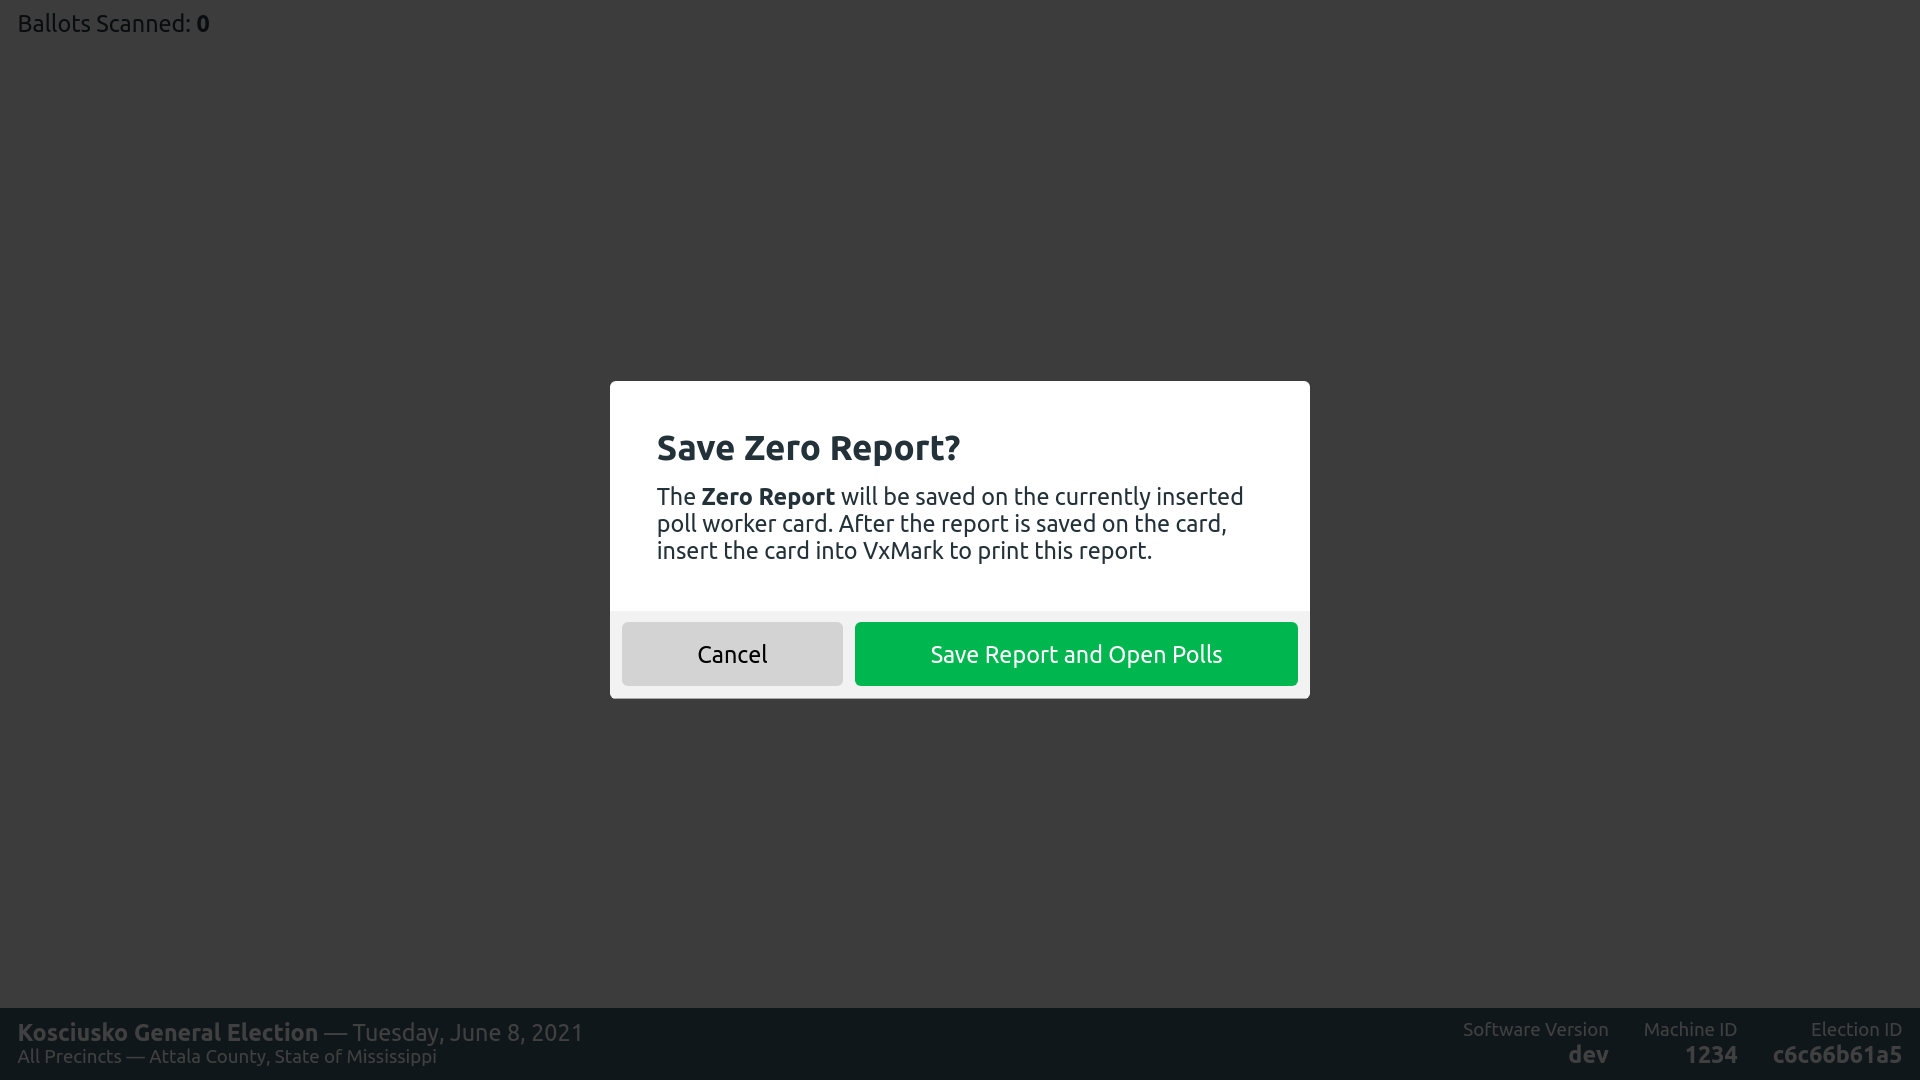 Ballots Scanned: 0
Save Zero Report?
The Zero Report will be saved on the currently inserted
poll worker card. After the report is saved on the card,
insert the card into VxMark to print this report.
Cancel
Save Report and Open Polls
Kosciusko General Election — Tuesday, June 8, 2021
All Precincts — Attala County, State of Mississippi
Software Version
dev
Machine ID
1234
Election ID
c6c66b61a5